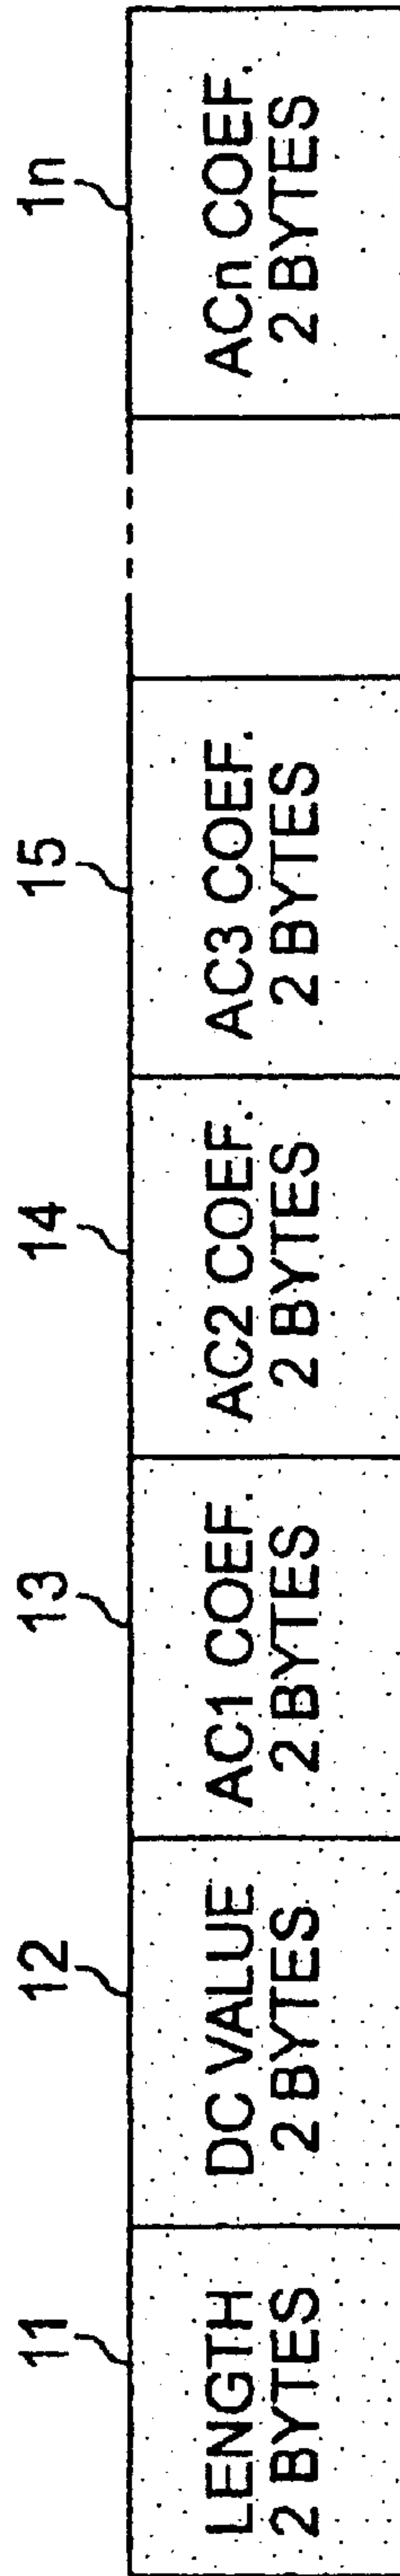 11
LENGTH
2 BYTES
12
DC VALUE
2 BYTES
13
AC1 COEF.
2 BYTES
14
AC2 COEF.
2 BYTES
15
AC3 COEF.
2 BYTES
1n
ACn COEF.
2 BYTES